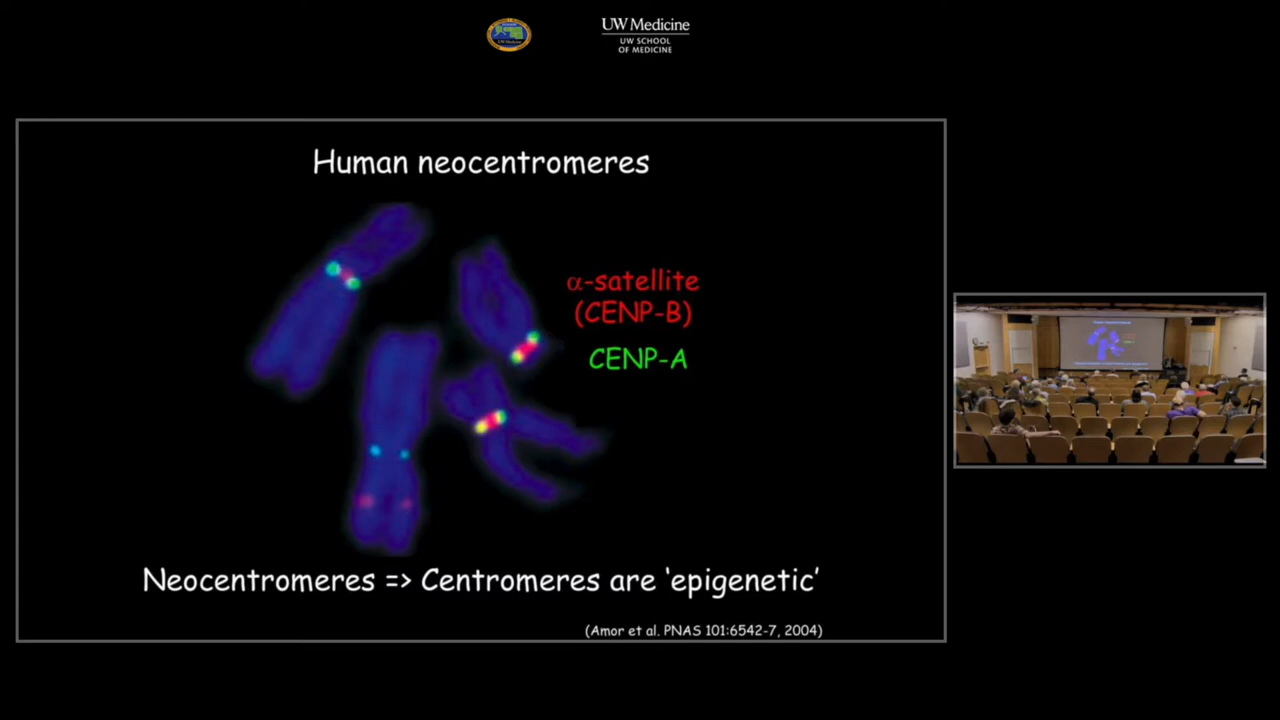 UW Medicine
UW SCHOOL
OF MEDICINE
Human neocentromeres
α-satellite
(CENP-B)
CENP-A
Neocentromeres => Centromeres are ‘epigenetic’
(Amor et al. PNAS 101:6542-7, 2004)